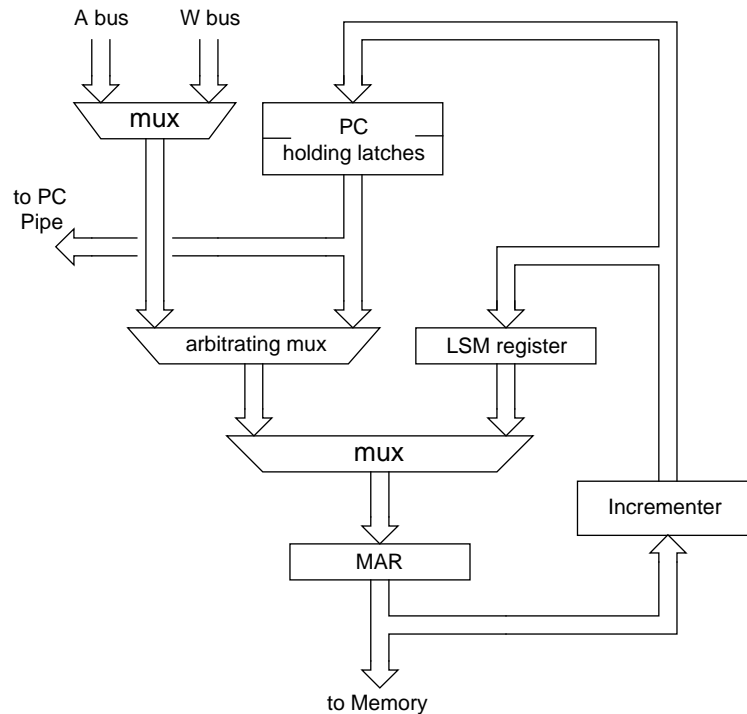 A bus
W bus
mux
PC
holding latches
to PC
Pipe
arbitrating mux
LSM register
mux
Incrementer
MAR
to Memory